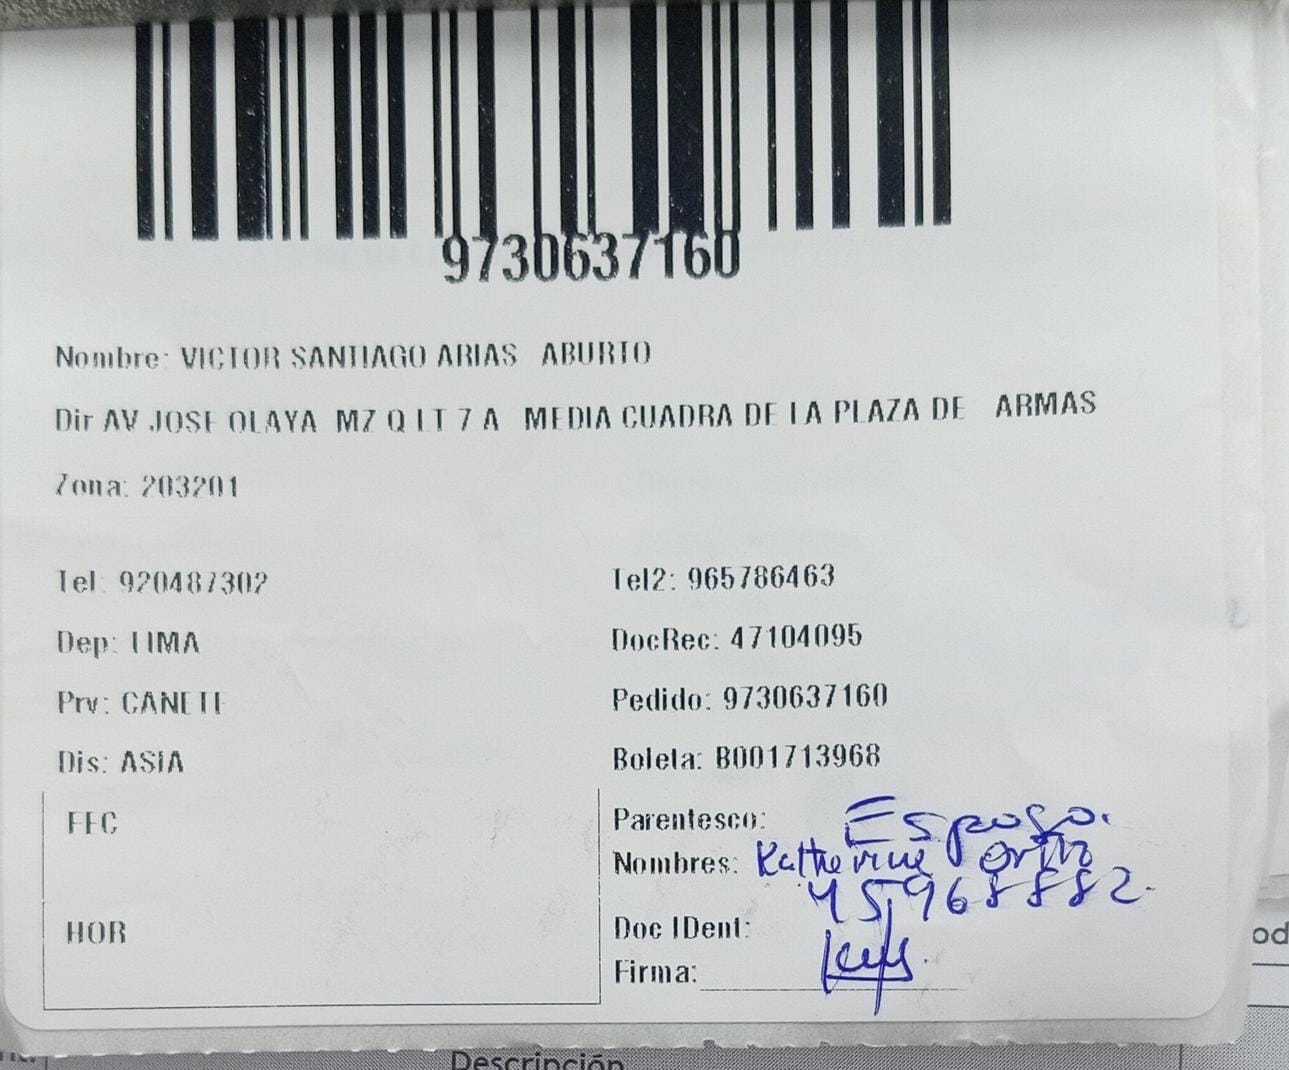 9730637160
Nombre: VICTOR SANTIAGO ARIAS ABURTO
Dir AV JOSE OLAYA MZ Q LT 7 A MEDIA CUADRA DE LA PLAZA DE ARMAS
Zona: 203201
Tel: 920487302 Tel2: 965786463
Dep: LIMA DocRec: 47104095
Prv: CANETE Pedido: 9730637160
Dis: ASIA Boleta: B001713968
FEC Parentesco: Esposo.
Nombres: Katherine
45968882
HOR Doc IDent:
Firma:
od
Descripción